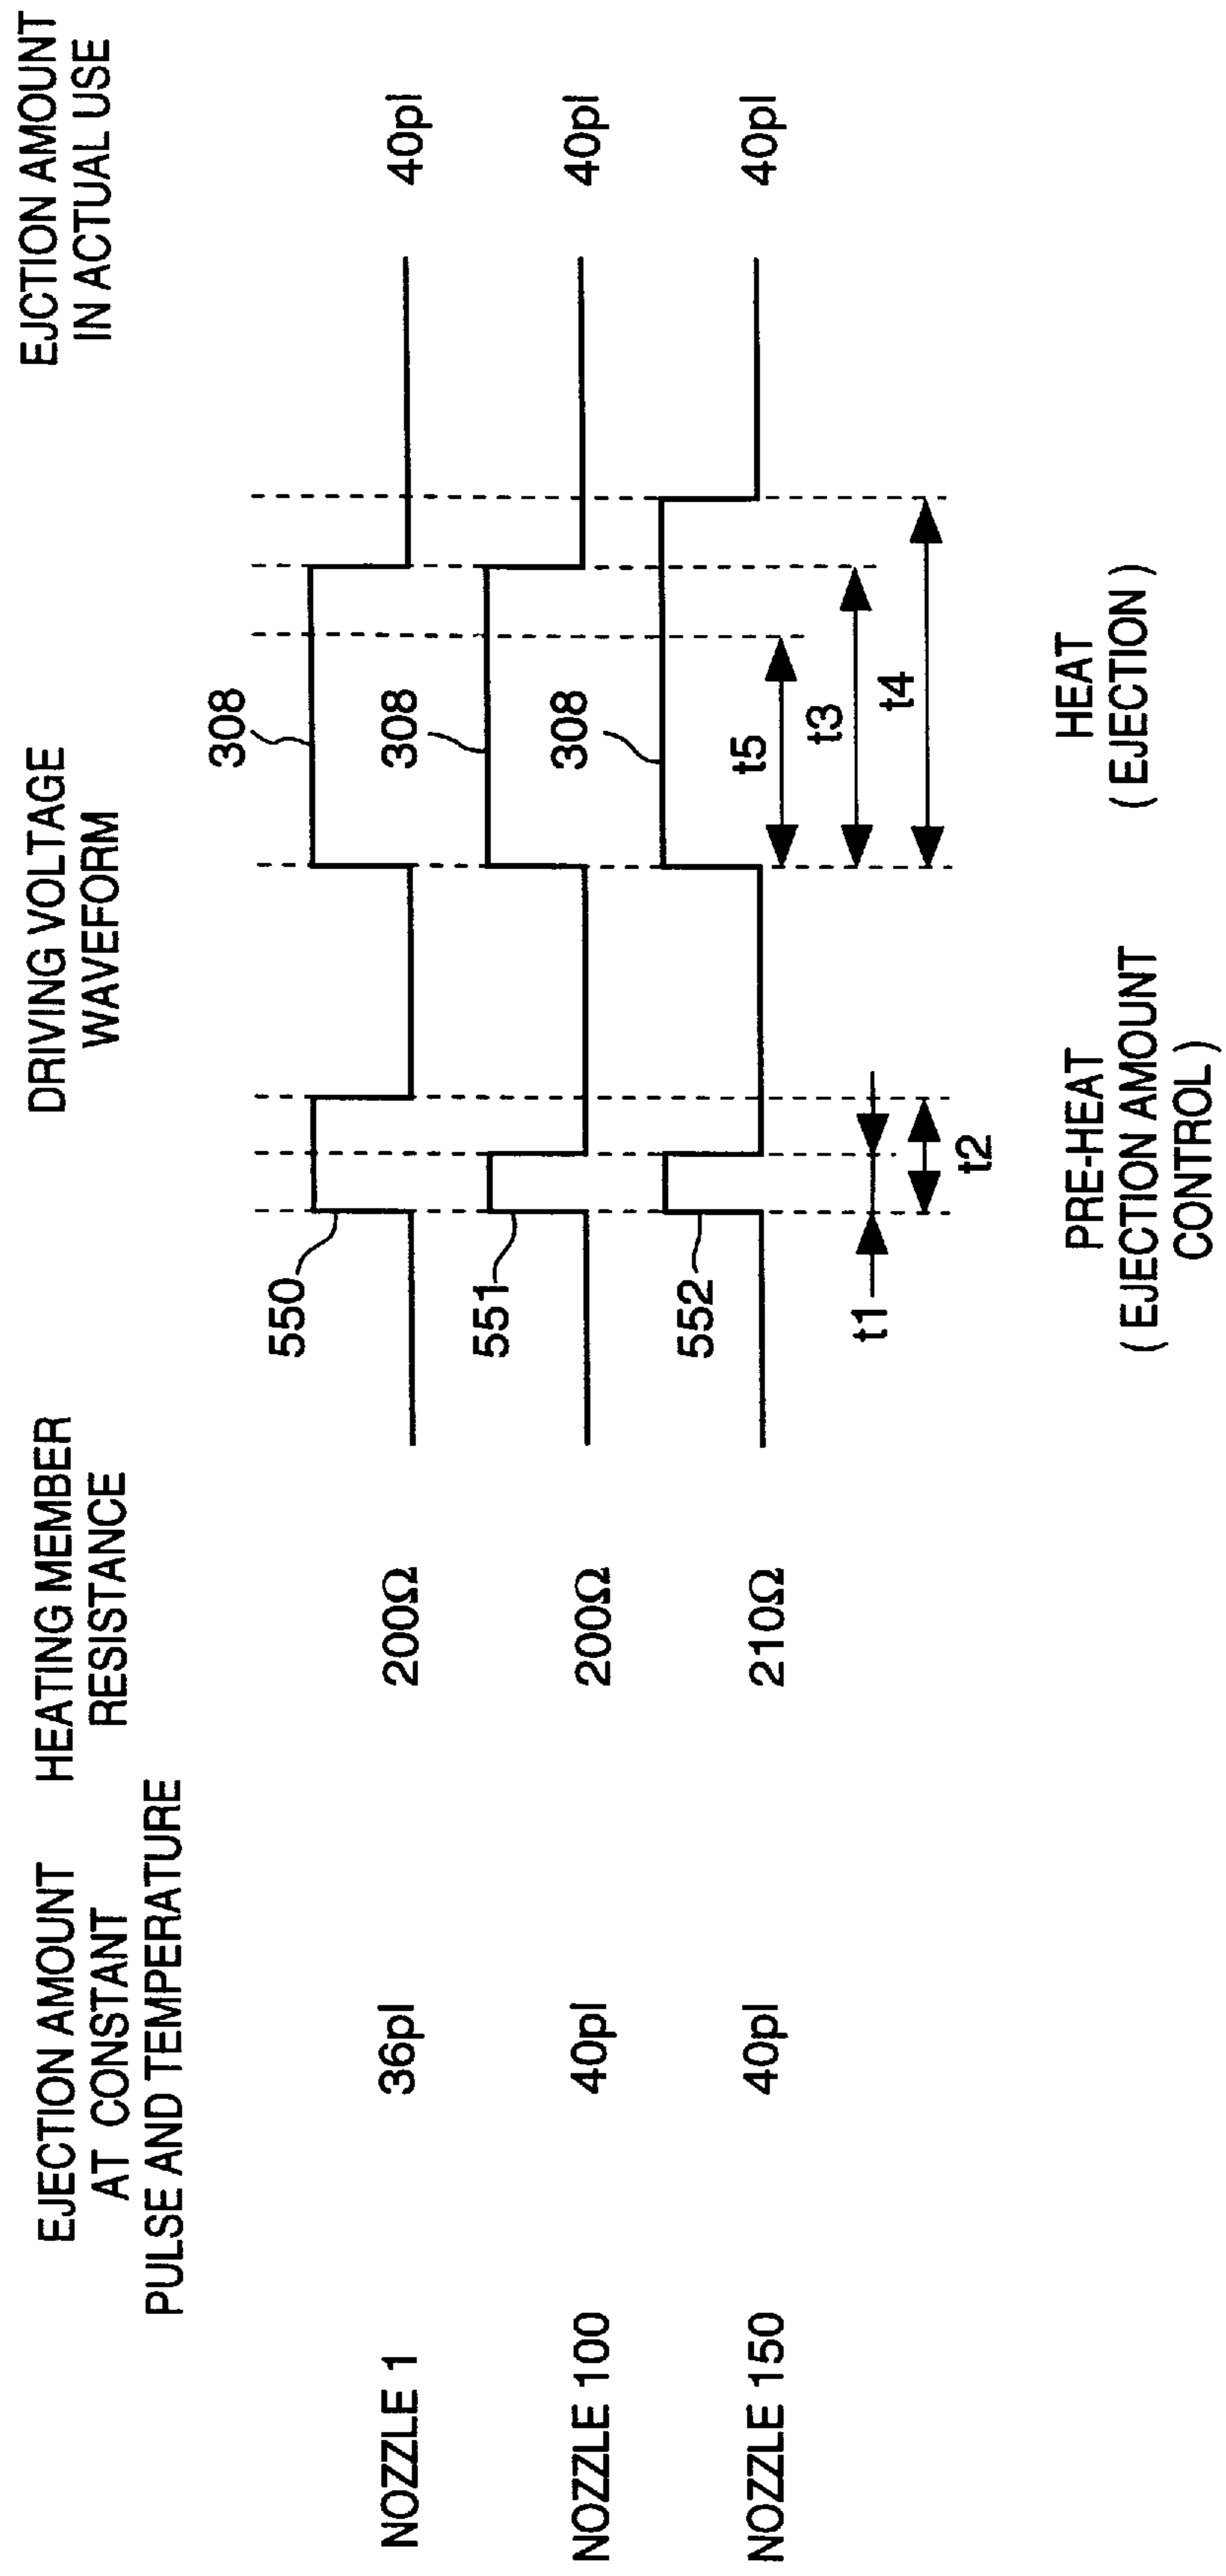 EJECTION AMOUNT
AT CONSTANT
PULSE AND TEMPERATURE
HEATING MEMBER
RESISTANCE
DRIVING VOLTAGE
WAVEFORM
EJCTION AMOUNT
IN ACTUAL USE
NOZZLE 1
36pl
200Ω
550
308
40pl
NOZZLE 100
40pl
200Ω
551
308
40pl
NOZZLE 150
40pl
210Ω
552
308
40pl
t1
t2
t5
t3
t4
PRE-HEAT
( EJECTION AMOUNT
CONTROL )
HEAT
( EJECTION )